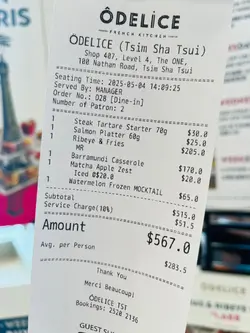 RIS
ÔDELICE
FRENCH KITCHEN
ÔDELICE (Tsim Sha Tsui)
Shop 407, Level 4, The ONE,
100 Nathan Road, Tsim Sha Tsui
Seating Time: 2025-05-04 14:09:25
Served By: MANAGER
Order No.: D28 [Dine-in]
Number of Patron: 2
1 Steak Tartare Starter 70g $30.0
1 Salmon Platter 60g $25.0
1 Ribeye & Fries $205.0
MR
1 Barramundi Casserole $170.0
1 Matcha Apple Zest $20.0
Iced @$20.0
1 Watermelon Frozen MOCKTAIL $65.0
Subtotal $515.0
Service Charge(10%) $51.5
Amount $567.0
Avg. per Person $283.5
Thank You
Merci Beaucoup!
ÔDELICE TST
Bookings: 2520 2336